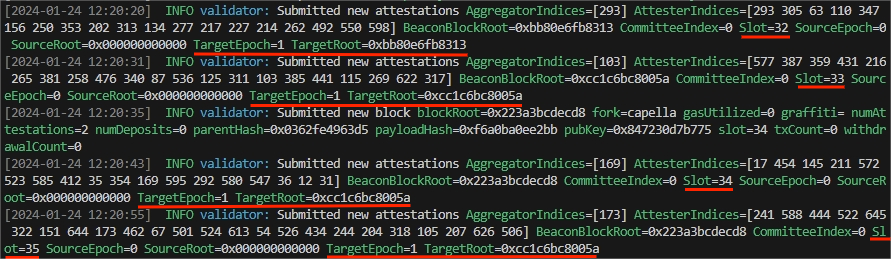 [2024-01-24 12:20:20]  INFO validator: Submitted new attestations AggregatorIndices=[293] AttesterIndices=[293 305 63 110 347
156 250 353 202 313 134 277 217 227 214 262 492 550 598] BeaconBlockRoot=0xbb80e6fb8313 CommitteeIndex=0 Slot=32 SourceEpoch=
0 SourceRoot=0x000000000000 TargetEpoch=1 TargetRoot=0xbb80e6fb8313
[2024-01-24 12:20:31]  INFO validator: Submitted new attestations AggregatorIndices=[103] AttesterIndices=[577 387 359 431 216
265 381 258 476 340 87 536 125 311 103 385 441 115 269 622 317] BeaconBlockRoot=0xcc1c6bc8005a CommitteeIndex=0 Slot=33 Sourc
eEpoch=0 SourceRoot=0x000000000000 TargetEpoch=1 TargetRoot=0xcc1c6bc8005a
[2024-01-24 12:20:35]  INFO validator: Submitted new block blockRoot=0x223a3bcdecd8 fork=capella gasUtilized=0 graffiti= numAt
testations=2 numDeposits=0 parentHash=0x0362fe4963d5 payloadHash=0xf6a0ba0ee2bb pubKey=0x847230d7b775 slot=34 txCount=0 withdr
awalCount=0
[2024-01-24 12:20:43]  INFO validator: Submitted new attestations AggregatorIndices=[169] AttesterIndices=[17 454 145 211 572
523 585 412 35 354 169 595 292 580 547 36 12 31] BeaconBlockRoot=0x223a3bcdecd8 CommitteeIndex=0 Slot=34 SourceEpoch=0 SourceR
oot=0x000000000000 TargetEpoch=1 TargetRoot=0xcc1c6bc8005a
[2024-01-24 12:20:55]  INFO validator: Submitted new attestations AggregatorIndices=[173] AttesterIndices=[241 588 444 522 645
322 151 644 173 462 67 501 524 613 54 526 434 244 204 318 105 207 626 506] BeaconBlockRoot=0x223a3bcdecd8 CommitteeIndex=0 Sl
ot=35 SourceEpoch=0 SourceRoot=0x000000000000 TargetEpoch=1 TargetRoot=0xcc1c6bc8005a